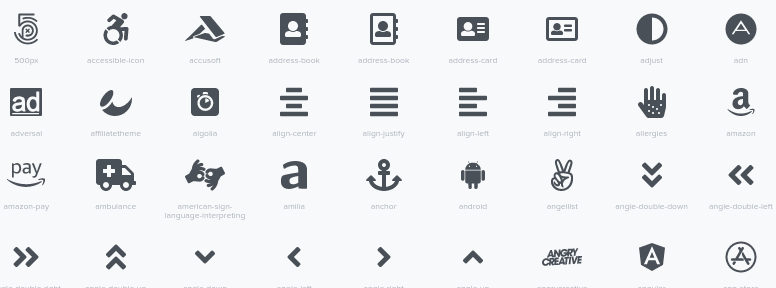 500px accessible-icon accusoft address-book address-book address-card address-card adjust adn
ad
adversal affiliatetheme algolia align-center align-justify align-left align-right allergies amazon
pay
amazon-pay ambulance american-sign-language-interpreting amilia anchor android angellist angle-double-down angle-double-left
ANGRY
CREATIVE